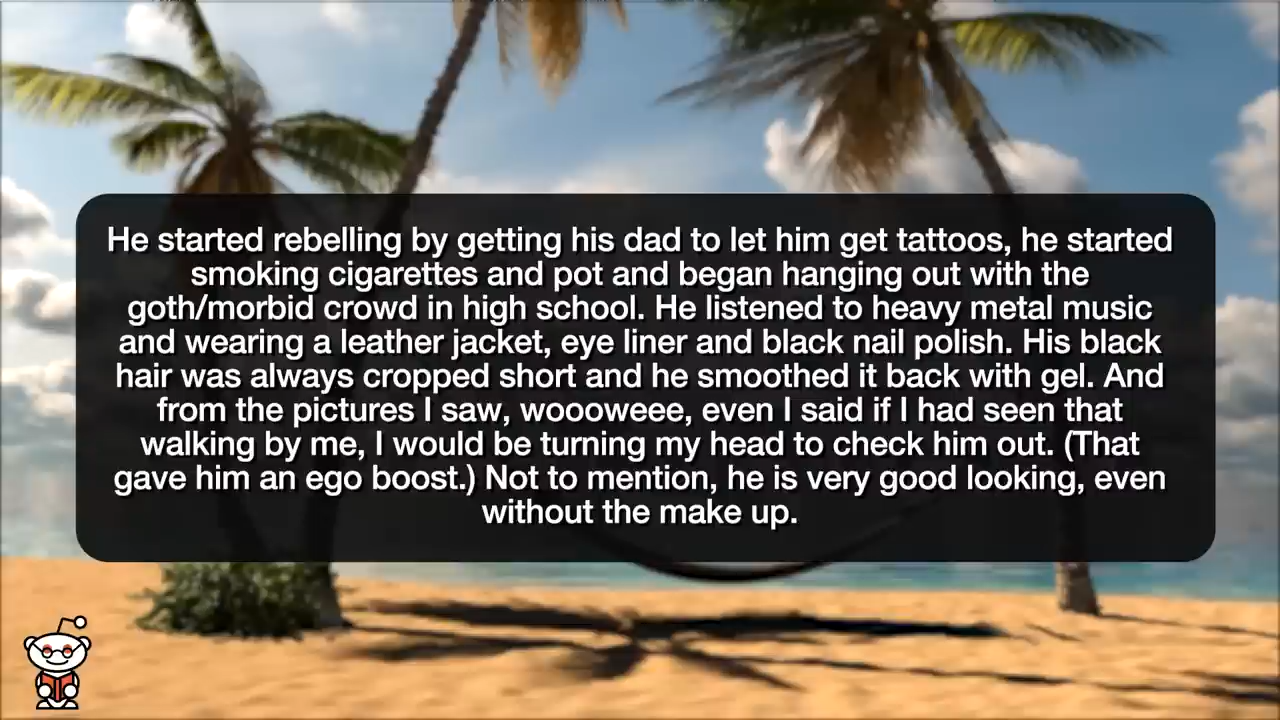 He started rebelling by getting his dad to let him get tattoos, he started
smoking cigarettes and pot and began hanging out with the
goth/morbid crowd in high school. He listened to heavy metal music
and wearing a leather jacket, eye liner and black nail polish. His black
hair was always cropped short and he smoothed it back with gel. And
from the pictures I saw, woooweee, even I said if I had seen that
walking by me, I would be turning my head to check him out. (That
gave him an ego boost.) Not to mention, he is very good looking, even
without the make up.